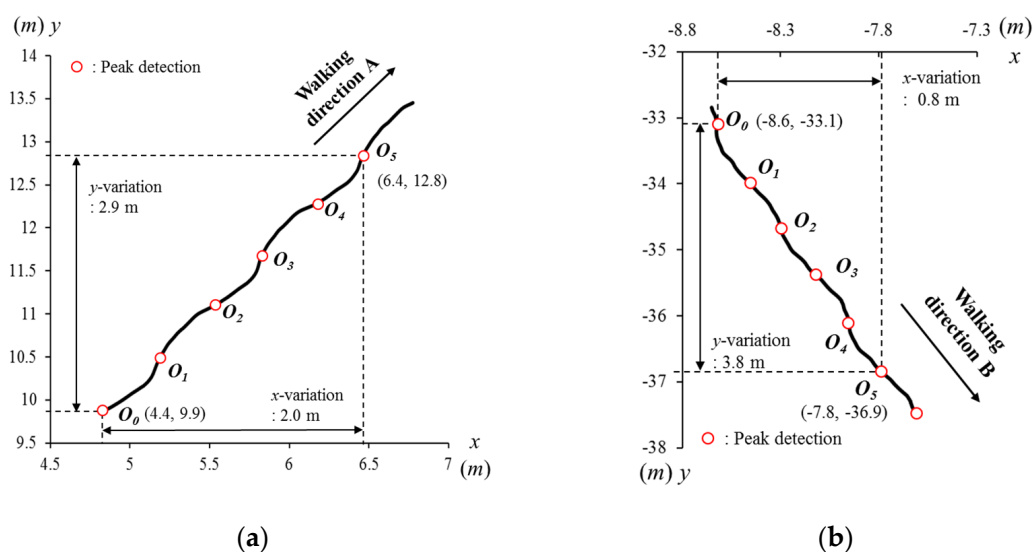 (m) y
14
13.5
13
12.5
12
11.5
11
10.5
10
9.5
: Peak detection
Walking
direction A
O5
(6.4, 12.8)
y-variation
: 2.9 m
O4
O3
O2
O1
O0 (4.4, 9.9)
x-variation
: 2.0 m
x
(m)
4.5 5 5.5 6 6.5 7
(a)
-8.8 -8.3 -7.8 -7.3 (m)
x
-32
-33
-34
-35
-36
-37
-38
(m) y
x-variation
: 0.8 m
O0 (-8.6, -33.1)
O1
O2
O3
O4
O5
(-7.8, -36.9)
y-variation
: 3.8 m
Walking
direction B
: Peak detection
(b)